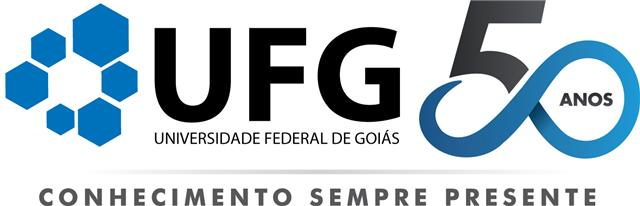 UFG
UNIVERSIDADE FEDERAL DE GOIÁS
50
ANOS
CONHECIMENTO SEMPRE PRESENTE